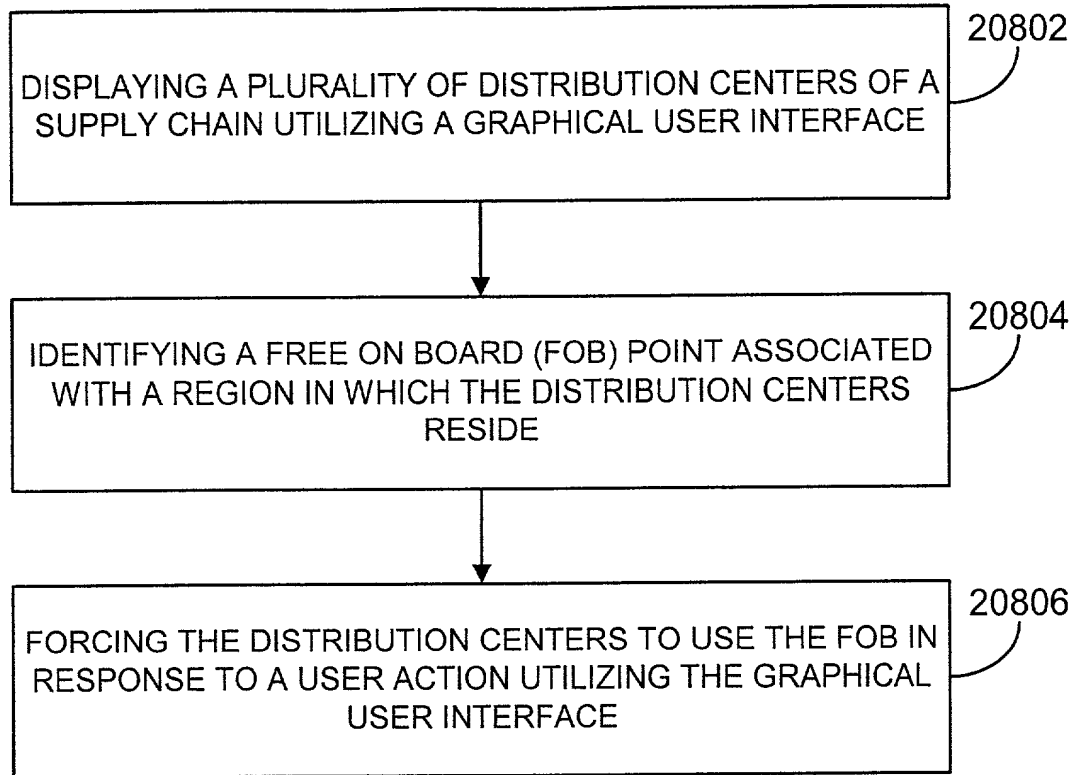 20802
DISPLAYING A PLURALITY OF DISTRIBUTION CENTERS OF A
SUPPLY CHAIN UTILIZING A GRAPHICAL USER INTERFACE
20804
IDENTIFYING A FREE ON BOARD (FOB) POINT ASSOCIATED
WITH A REGION IN WHICH THE DISTRIBUTION CENTERS
RESIDE
20806
FORCING THE DISTRIBUTION CENTERS TO USE THE FOB IN
RESPONSE TO A USER ACTION UTILIZING THE GRAPHICAL
USER INTERFACE